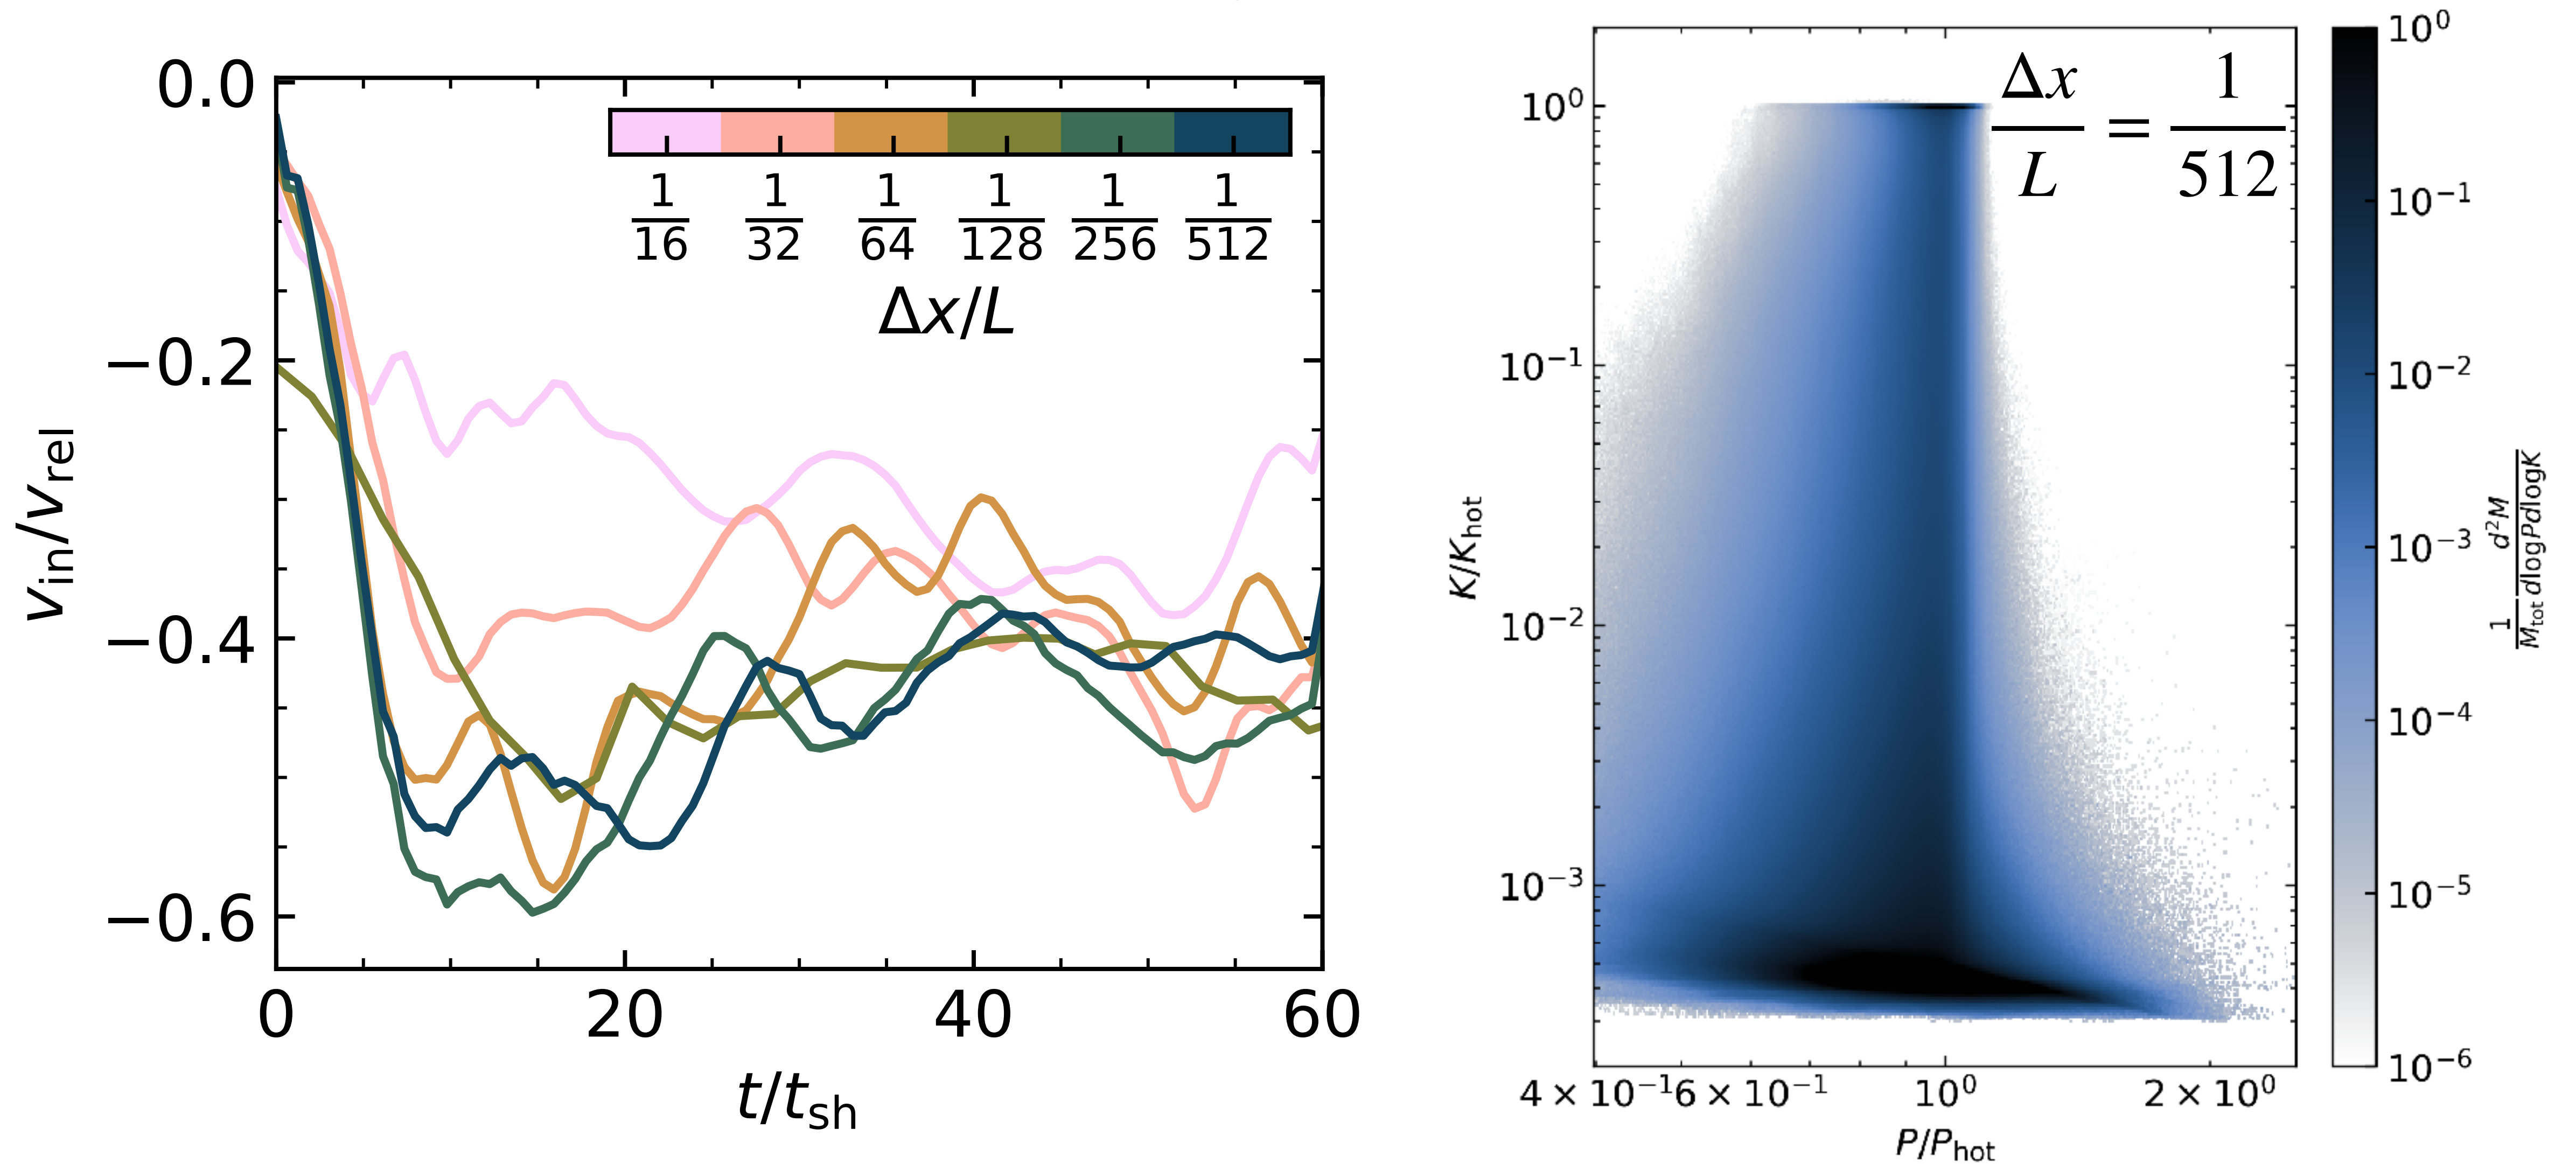 0.0
−0.2
−0.4
−0.6
v_in/v_rel
0 20 40 60
t/t_sh
1/16 1/32 1/64 1/128 1/256 1/512
Δx/L
Δx/L = 1/512
10^0
10^−1
10^−2
10^−3
K/K_hot
4 × 10^−1 6 × 10^−1 10^0 2 × 10^0
P/P_hot
10^0
10^−1
10^−2
10^−3
10^−4
10^−5
10^−6
1/M_tot d²M/dlogPdlogK